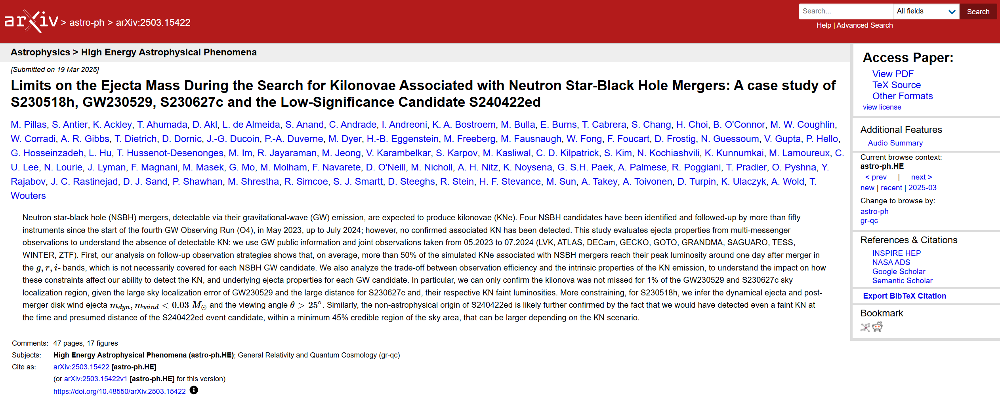 arXiv > astro-ph > arXiv:2503.15422
Search...
All fields
Search
Help | Advanced Search
Astrophysics > High Energy Astrophysical Phenomena
[Submitted on 19 Mar 2025]
Limits on the Ejecta Mass During the Search for Kilonovae Associated with Neutron Star-Black Hole Mergers: A case study of
S230518h, GW230529, S230627c and the Low-Significance Candidate S240422ed
M. Pillas, S. Antier, K. Ackley, T. Ahumada, D. Akl, L. de Almeida, S. Anand, C. Andrade, I. Andreoni, K. A. Bostroem, M. Bulla, E. Burns, T. Cabrera, S. Chang, H. Choi, B. O'Connor, M. W. Coughlin,
W. Corradi, A. R. Gibbs, T. Dietrich, D. Dornic, J.-G. Ducoin, P.-A. Duverne, M. Dyer, H.-B. Eggenstein, M. Freeberg, M. Fausnaugh, W. Fong, F. Foucart, D. Frostig, N. Guessoum, V. Gupta, P. Hello,
G. Hosseinzadeh, L. Hu, T. Hussenot-Desenonges, M. Im, R. Jayaraman, M. Jeong, V. Karambelkar, S. Karpov, M. Kasliwal, C. D. Kilpatrick, S. Kim, N. Kochiashvili, K. Kunnumkai, M. Lamoureux, C.
U. Lee, N. Lourie, J. Lyman, F. Magnani, M. Masek, G. Mo, M. Molham, F. Navarete, D. O'Neill, M. Nicholl, A. H. Nitz, K. Noysena, G. S.H. Paek, A. Palmese, R. Poggiani, T. Pradier, O. Pyshna, Y.
Rajabov, J. C. Rastinejad, D. J. Sand, P. Shawhan, M. Shrestha, R. Simcoe, S. J. Smartt, D. Steeghs, R. Stein, H. F. Stevance, M. Sun, A. Takey, A. Toivonen, D. Turpin, K. Ulaczyk, A. Wold, T.
Wouters
Neutron star-black hole (NSBH) mergers, detectable via their gravitational-wave (GW) emission, are expected to produce kilonovae (KNe). Four NSBH candidates have been identified and followed-up by more than fifty
instruments since the start of the fourth GW Observing Run (O4), in May 2023, up to July 2024; however, no confirmed associated KN has been detected. This study evaluates ejecta properties from multi-messenger
observations to understand the absence of detectable KN: we use GW public information and joint observations taken from 05.2023 to 07.2024 (LVK, ATLAS, DECam, GECKO, GOTO, GRANDMA, SAGUARO, TESS,
WINTER, ZTF). First, our analysis on follow-up observation strategies shows that, on average, more than 50% of the simulated KNe associated with NSBH mergers reach their peak luminosity around one day after merger in
the g, r, i- bands, which is not necessarily covered for each NSBH GW candidate. We also analyze the trade-off between observation efficiency and the intrinsic properties of the KN emission, to understand the impact on how
these constraints affect our ability to detect the KN, and underlying ejecta properties for each GW candidate. In particular, we can only confirm the kilonova was not missed for 1% of the GW230529 and S230627c sky
localization region, given the large sky localization error of GW230529 and the large distance for S230627c and, their respective KN faint luminosities. More constraining, for S230518h, we infer the dynamical ejecta and post-
merger disk wind ejecta m_dyn, m_wind < 0.03 M_⊙ and the viewing angle θ > 25°. Similarly, the non-astrophysical origin of S240422ed is likely further confirmed by the fact that we would have detected even a faint KN at
the time and presumed distance of the S240422ed event candidate, within a minimum 45% credible region of the sky area, that can be larger depending on the KN scenario.
Comments: 47 pages, 17 figures
Subjects: High Energy Astrophysical Phenomena (astro-ph.HE); General Relativity and Quantum Cosmology (gr-qc)
Cite as: arXiv:2503.15422 [astro-ph.HE]
(or arXiv:2503.15422v1 [astro-ph.HE] for this version)
https://doi.org/10.48550/arXiv.2503.15422
Access Paper:
View PDF
TeX Source
Other Formats
view license
Additional Features
Audio Summary
Current browse context:
astro-ph.HE
< prev | next >
new | recent | 2025-03
Change to browse by:
astro-ph
gr-qc
References & Citations
INSPIRE HEP
NASA ADS
Google Scholar
Semantic Scholar
Export BibTeX Citation
Bookmark